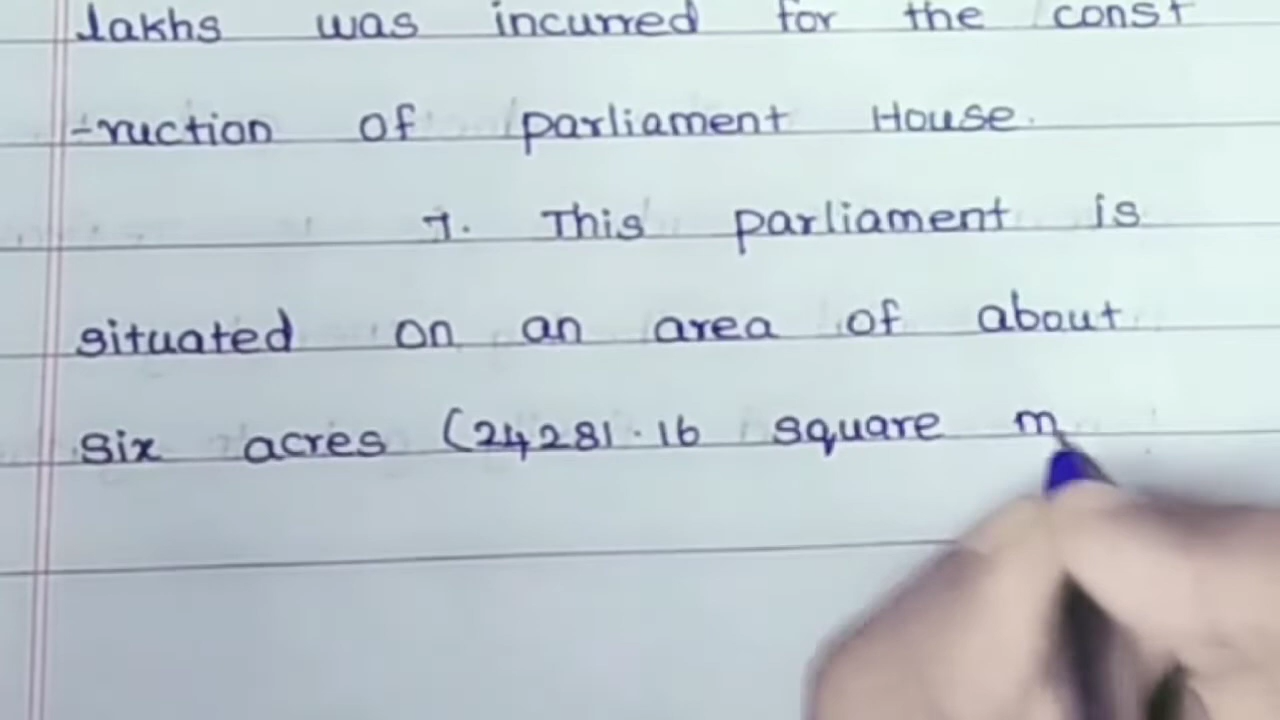 lakhs was incurred for the const
-ruction of parliament House.
7. This parliament is
situated on an area of about
six acres (24281.16 square m